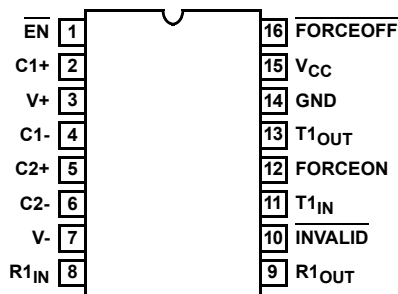 EN 1 16 FORCEOFF
C1+ 2 15 VCC
V+ 3 14 GND
C1- 4 13 T1OUT
C2+ 5 12 FORCEON
C2- 6 11 T1IN
V- 7 10 INVALID
R1IN 8 9 R1OUT